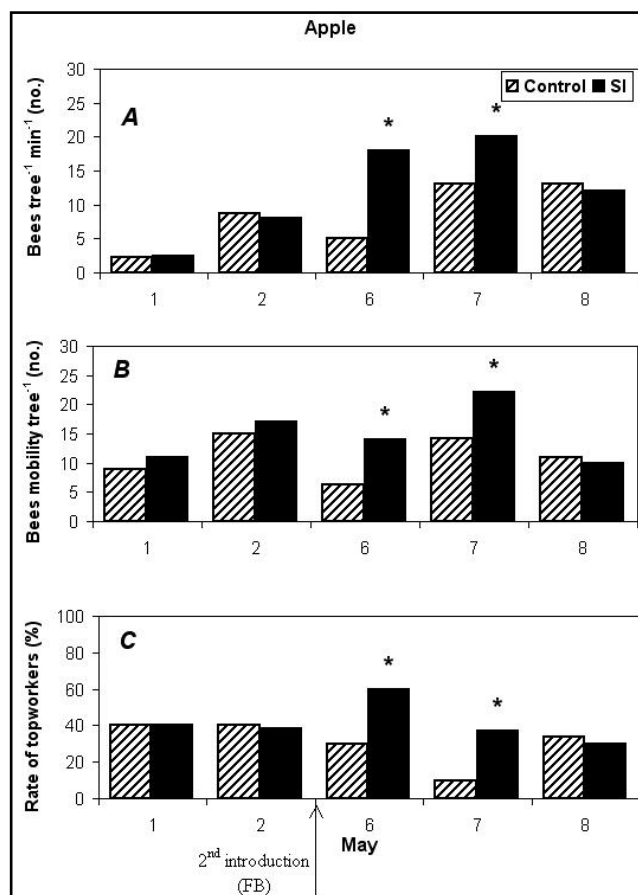 Apple
Bees tree⁻¹ min⁻¹ (no.)
30
25
20
15
10
5
0
A
Control SI
*
*
1 2 6 7 8
Bees mobility tree⁻¹ (no.)
30
25
20
15
10
5
0
B
*
*
1 2 6 7 8
Rate of topworkers (%)
100
80
60
40
20
0
C
*
*
1 2 6 7 8
May
2nd introduction
(FB)